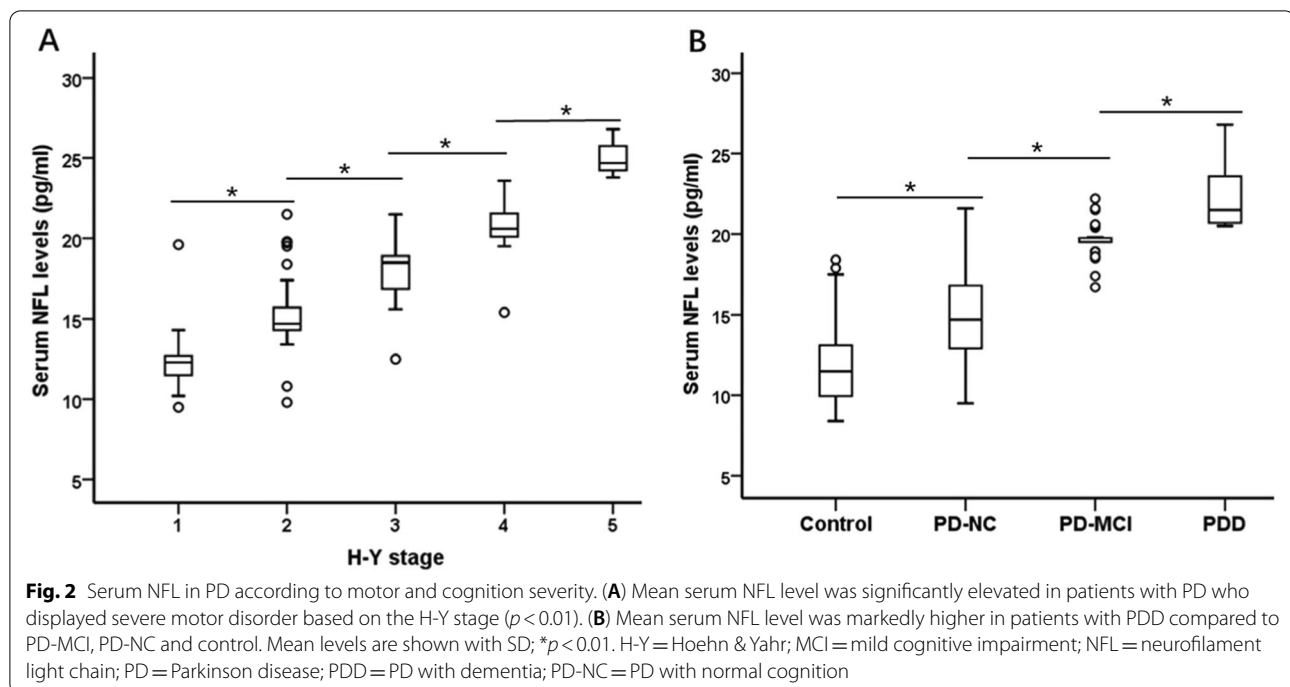 A
Serum NFL levels (pg/ml)
30
25
20
15
10
5
*
*
*
*
1 2 3 4 5
H-Y stage
B
Serum NFL levels (pg/ml)
30
25
20
15
10
5
*
*
*
Control PD-NC PD-MCI PDD
Fig. 2 Serum NFL in PD according to motor and cognition severity. (A) Mean serum NFL level was significantly elevated in patients with PD who
displayed severe motor disorder based on the H-Y stage (p < 0.01). (B) Mean serum NFL level was markedly higher in patients with PDD compared to
PD-MCI, PD-NC and control. Mean levels are shown with SD; *p < 0.01. H-Y = Hoehn & Yahr; MCI = mild cognitive impairment; NFL = neurofilament
light chain; PD = Parkinson disease; PDD = PD with dementia; PD-NC = PD with normal cognition